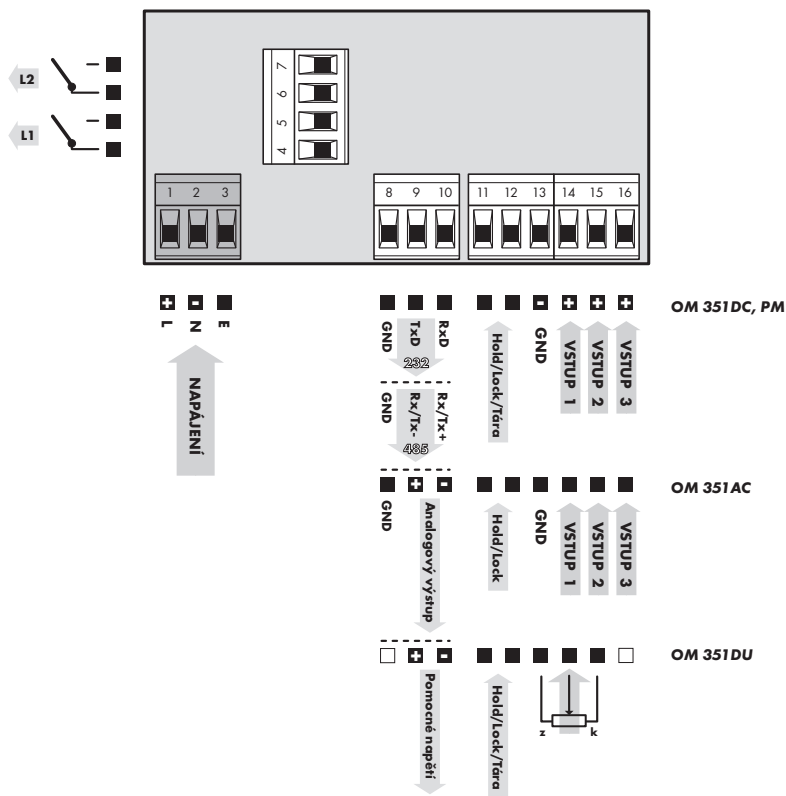 L2
L1
7
6
5
4
1 2 3
8 9 10
11 12 13 14 15 16
OM 351DC, PM
L
N
E
NAPÁJENÍ
GND
TxD
RxD
232
Hold/Lock/Tára
GND
VSTUP 1
VSTUP 2
VSTUP 3
GND
Rx/Tx-
Rx/Tx+
485
OM 351AC
GND
Analogový výstup
Hold/Lock
GND
VSTUP 1
VSTUP 2
VSTUP 3
OM 351DU
Pomocné napětí
Hold/Lock/Tára
z
k